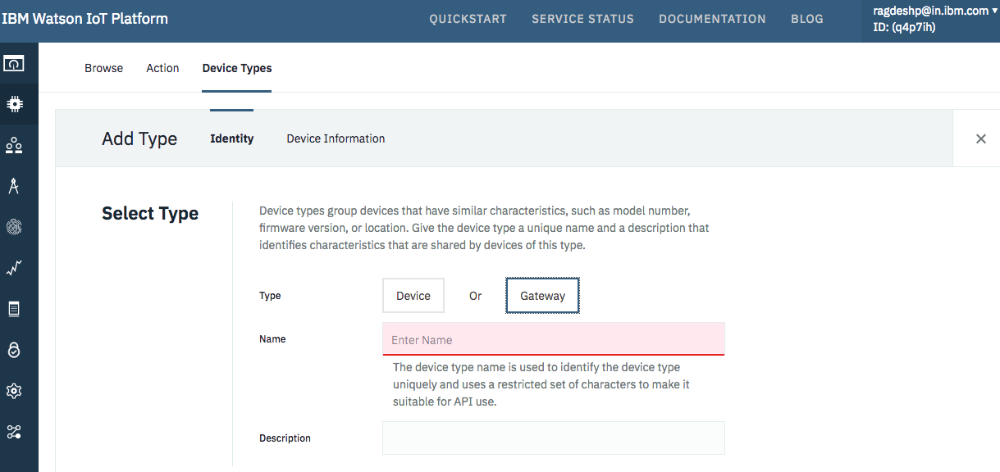 IBM Watson IoT Platform
QUICKSTART SERVICE STATUS DOCUMENTATION BLOG
ragdeshp@in.ibm.com
ID: (q4p7ih)
Browse Action Device Types
Add Type Identity Device Information
Select Type
Device types group devices that have similar characteristics, such as model number,
firmware version, or location. Give the device type a unique name and a description that
identifies characteristics that are shared by devices of this type.
Type Device Or Gateway
Name Enter Name
The device type name is used to identify the device type
uniquely and uses a restricted set of characters to make it
suitable for API use.
Description